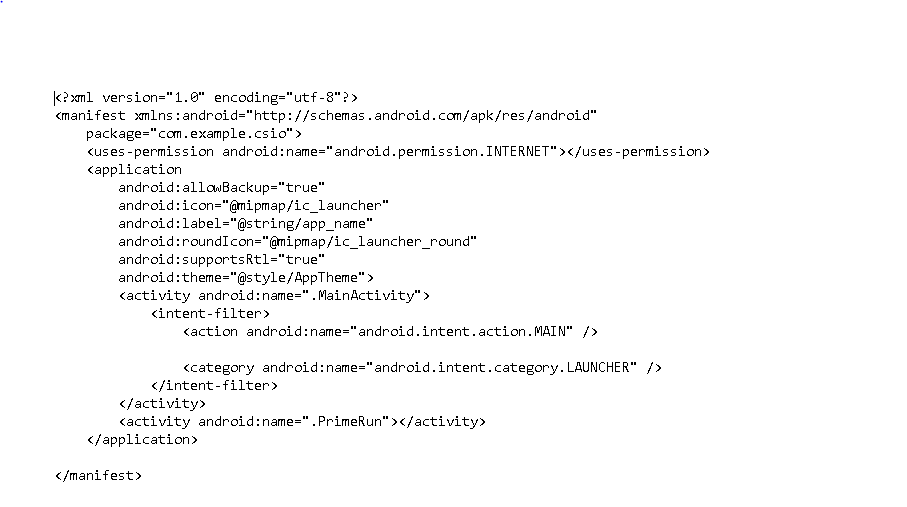 <?xml version="1.0" encoding="utf-8"?>
<manifest xmlns:android="http://schemas.android.com/apk/res/android"
    package="com.example.csio">
    <uses-permission android:name="android.permission.INTERNET"></uses-permission>
    <application
        android:allowBackup="true"
        android:icon="@mipmap/ic_launcher"
        android:label="@string/app_name"
        android:roundIcon="@mipmap/ic_launcher_round"
        android:supportsRtl="true"
        android:theme="@style/AppTheme">
        <activity android:name=".MainActivity">
            <intent-filter>
                <action android:name="android.intent.action.MAIN" />

                <category android:name="android.intent.category.LAUNCHER" />
            </intent-filter>
        </activity>
        <activity android:name=".PrimeRun"></activity>
    </application>

</manifest>